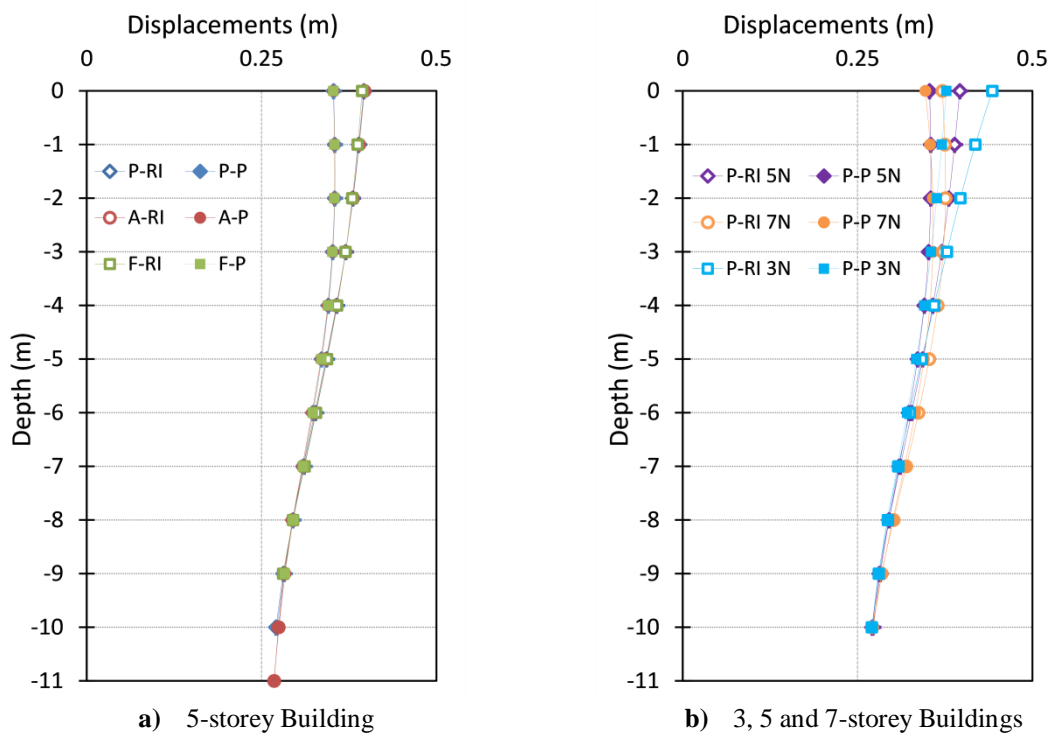 Displacements (m)
0 0.25 0.5
0
-1
-2
-3
-4
-5
-6
-7
-8
-9
-10
-11
Depth (m)
P-RI P-P
A-RI A-P
F-RI F-P
a) 5-storey Building
Displacements (m)
0 0.25 0.5
0
-1
-2
-3
-4
-5
-6
-7
-8
-9
-10
-11
Depth (m)
P-RI 5N P-P 5N
P-RI 7N P-P 7N
P-RI 3N P-P 3N
b) 3, 5 and 7-storey Buildings